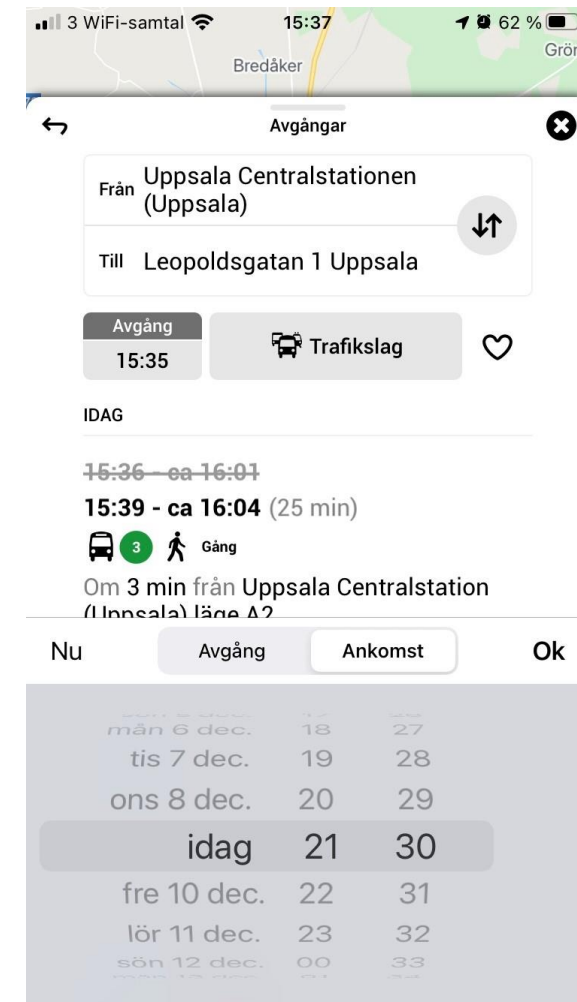 3 WiFi-samtal 15:37 62 %
Grör
Bredåker
Avgångar
Från Uppsala Centralstationen
(Uppsala)
Till Leopoldsgatan 1 Uppsala
Avgång
15:35
Trafikslag
IDAG
15:36 - ca 16:01
15:39 - ca 16:04 (25 min)
3 Gång
Om 3 min från Uppsala Centralstation
(Uppsala) läge A2
Nu Avgång Ankomst Ok
mån 6 dec. 18 27
tis 7 dec. 19 28
ons 8 dec. 20 29
idag 21 30
fre 10 dec. 22 31
lör 11 dec. 23 32
sön 12 dec. 00 33